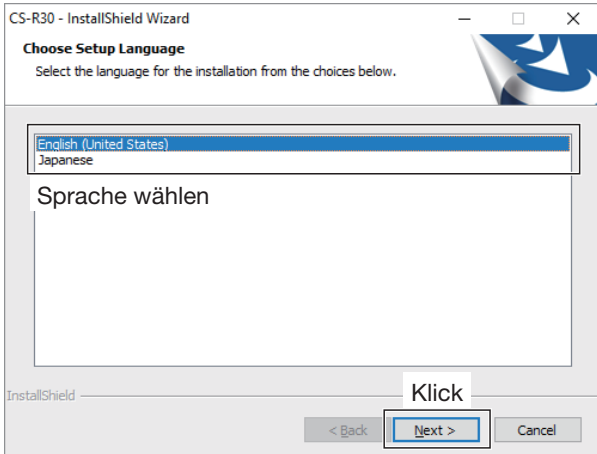 CS-R30 - InstallShield Wizard
Choose Setup Language
Select the language for the installation from the choices below.
English (United States)
Japanese
Sprache wählen
InstallShield
Klick
< Back Next > Cancel